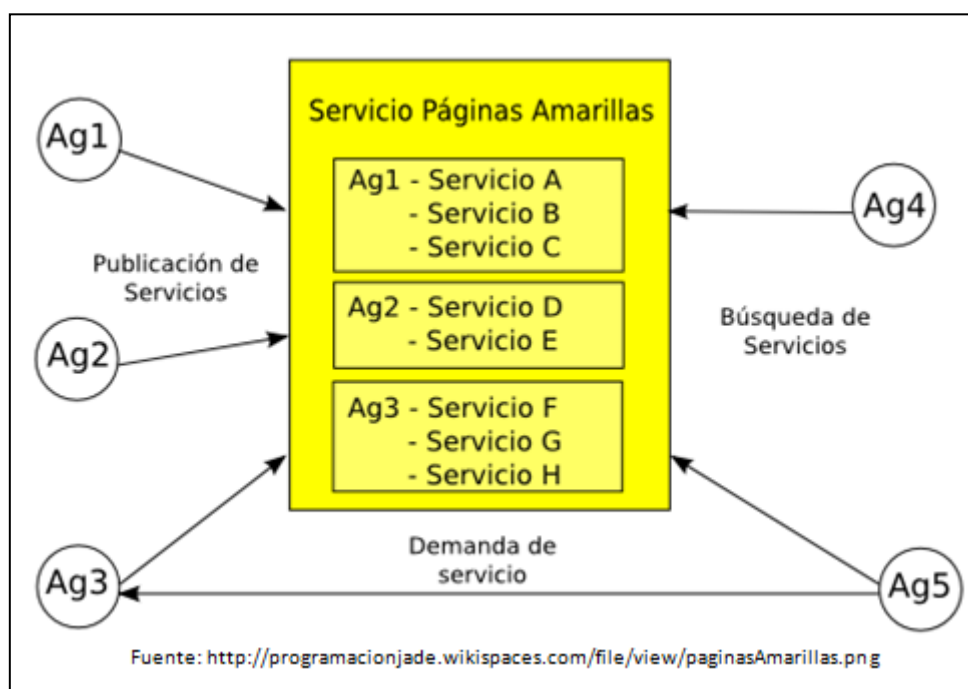 Servicio Páginas Amarillas
Ag1
Ag1 - Servicio A
- Servicio B
- Servicio C
Ag4
Publicación de
Servicios
Ag2
Ag2 - Servicio D
- Servicio E
Búsqueda de
Servicios
Ag3 - Servicio F
- Servicio G
- Servicio H
Demanda de
servicio
Ag3
Ag5
Fuente: http://programacionjade.wikispaces.com/file/view/paginasAmarillas.png